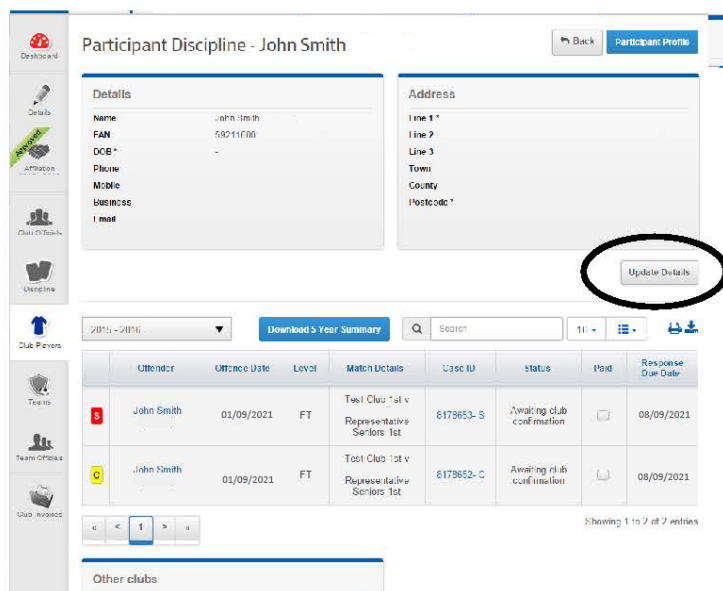 Dashboard
Details
Approved
Affiliation
Club Officials
Discipline
Club Players
Teams
Team Officials
Club Invoices
Participant Discipline - John Smith
Back
Participant Profile
Details
Name John Smith
FAN
DOB * -
Phone
Mobile
Business
Email
Address
Line 1 *
Line 2
Line 3
Town
County
Postcode *
Update Details
2015 - 2016
Download 5 Year Summary
Search
10
Offender Offence Date Level Match Details Case ID Status Paid Response
Due Date
S John Smith 01/09/2021 FT Test Club 1st v
Representative
Seniors 1st
8178653- S Awaiting club
confirmation
08/09/2021
C John Smith 01/09/2021 FT Test Club 1st v
Representative
Seniors 1st
8178652- C Awaiting club
confirmation
08/09/2021
« < 1 > »
Showing 1 to 2 of 2 entries
Other clubs